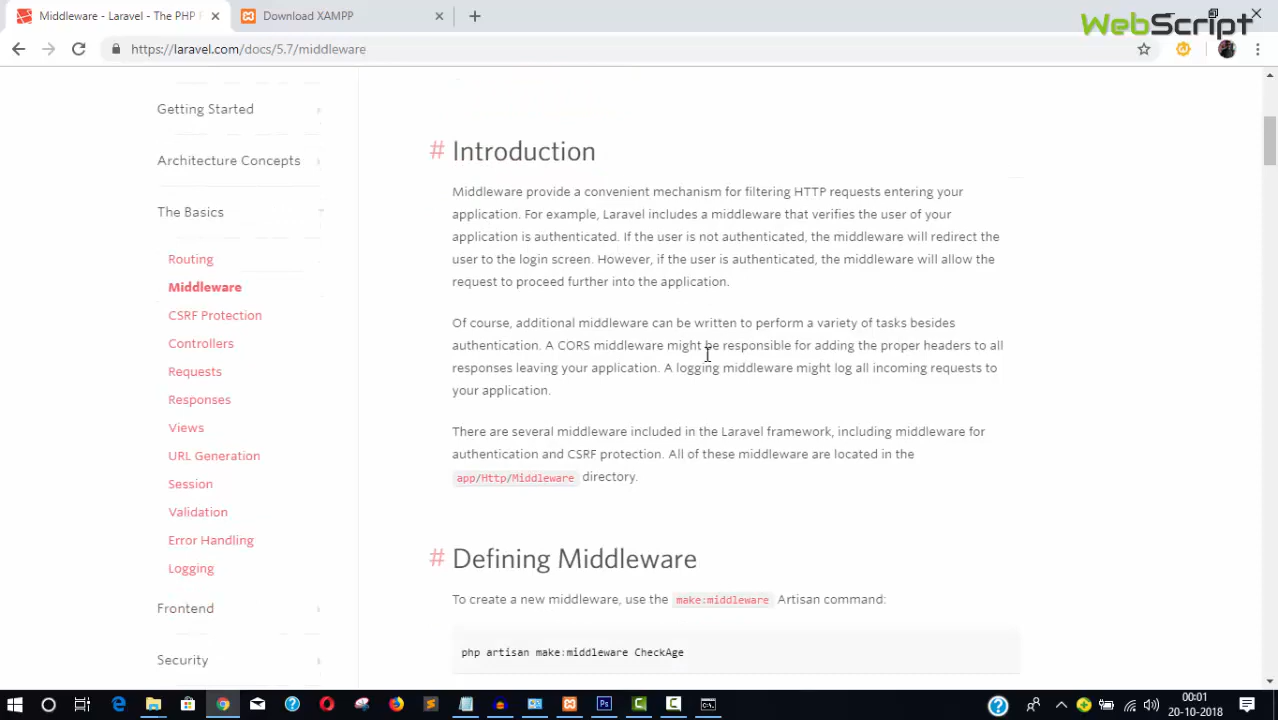 Middleware - Laravel - The PHP F
Download XAMPP
WebScript
https://laravel.com/docs/5.7/middleware
Getting Started
Architecture Concepts
The Basics
Routing
Middleware
CSRF Protection
Controllers
Requests
Responses
Views
URL Generation
Session
Validation
Error Handling
Logging
Frontend
Security
# Introduction
Middleware provide a convenient mechanism for filtering HTTP requests entering your
application. For example, Laravel includes a middleware that verifies the user of your
application is authenticated. If the user is not authenticated, the middleware will redirect the
user to the login screen. However, if the user is authenticated, the middleware will allow the
request to proceed further into the application.
Of course, additional middleware can be written to perform a variety of tasks besides
authentication. A CORS middleware might be responsible for adding the proper headers to all
responses leaving your application. A logging middleware might log all incoming requests to
your application.
There are several middleware included in the Laravel framework, including middleware for
authentication and CSRF protection. All of these middleware are located in the
app/Http/Middleware directory.
# Defining Middleware
To create a new middleware, use the make:middleware Artisan command:
php artisan make:middleware CheckAge
00:01
20-10-2018